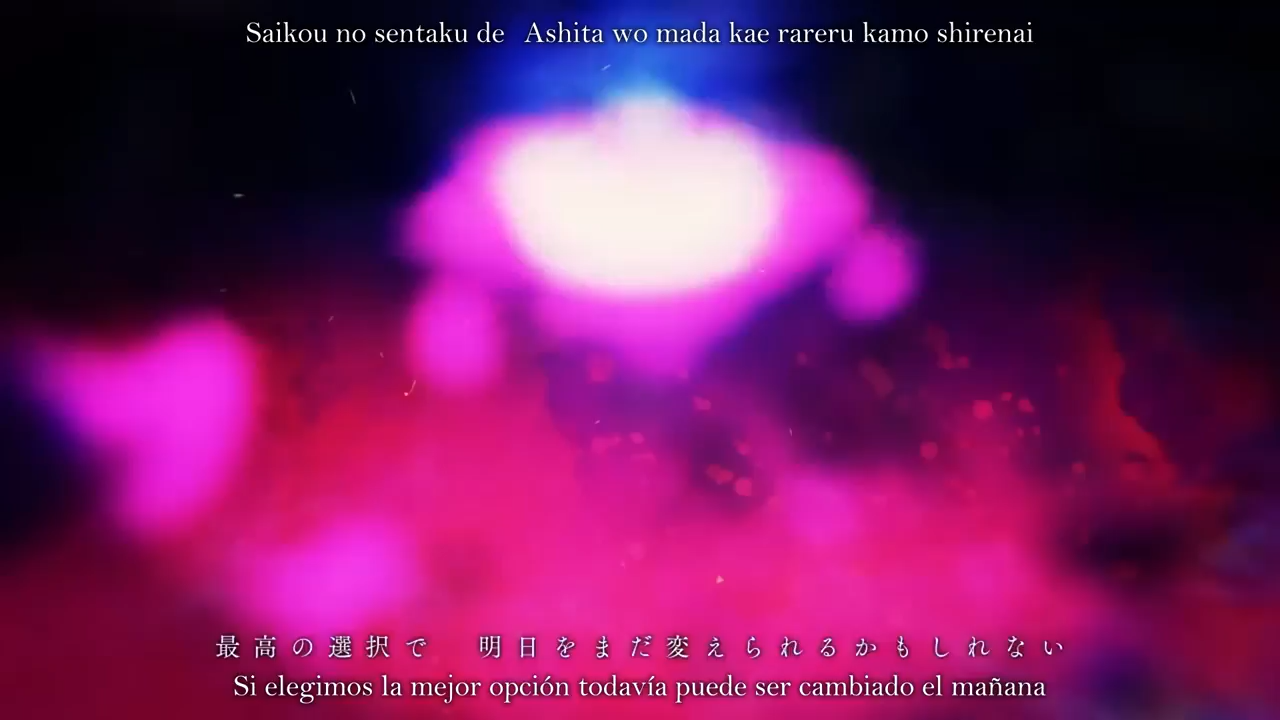 Saikou no sentaku de  Ashita wo mada kae rareru kamo shirenai
最高の選択で　明日をまだ変えられるかもしれない
Si elegimos la mejor opción todavía puede ser cambiado el mañana